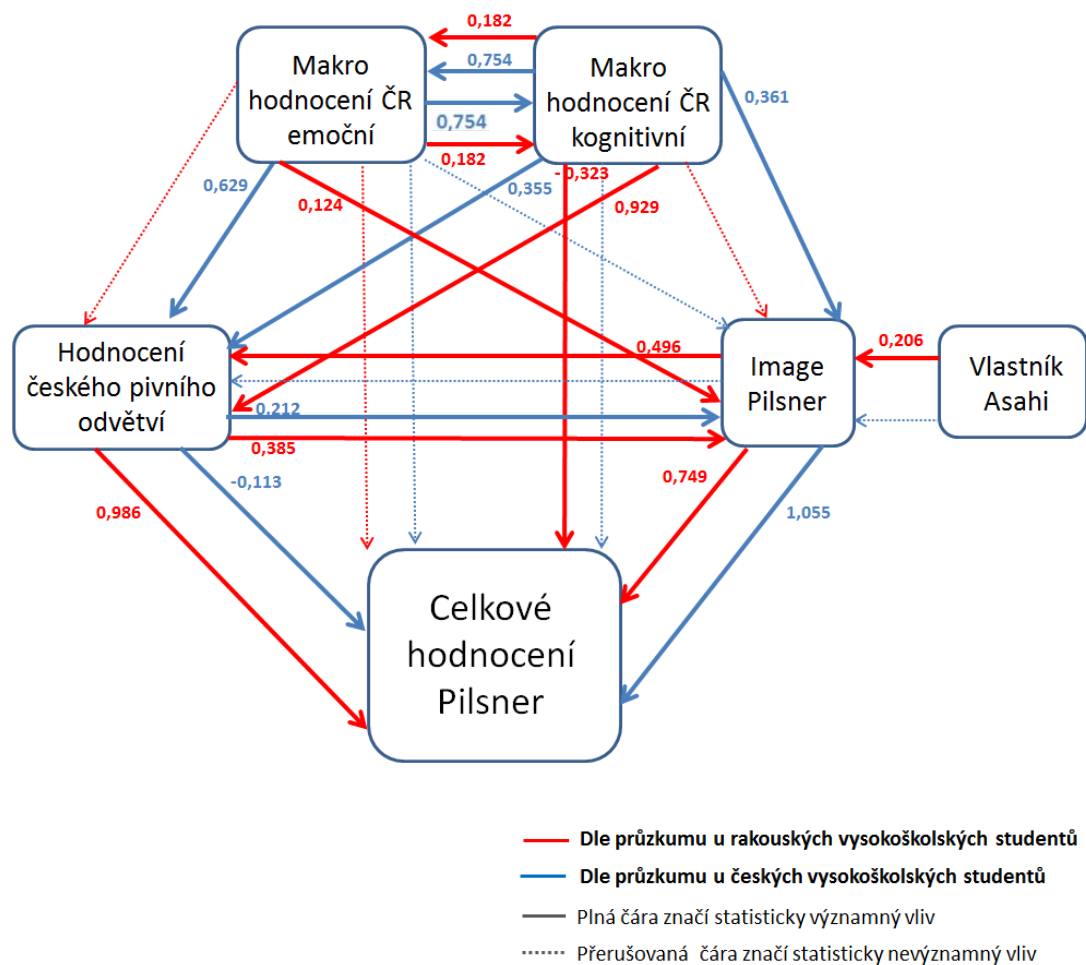 0,182
Makro
hodnocení ČR
emoční
0,754
Makro
hodnocení ČR
kognitivní
0,361
0,754
0,182
0,629
0,124
0,355
- 0,323
0,929
Hodnocení
českého pivního
odvětví
0,496
Image
Pilsner
0,206
Vlastník
Asahi
0,212
0,385
-0,113
0,986
0,749
1,055
Celkové
hodnocení
Pilsner
Dle průzkumu u rakouských vysokoškolských studentů
Dle průzkumu u českých vysokoškolských studentů
Plná čára značí statisticky významný vliv
Přerušovaná čára značí statisticky nevýznamný vliv